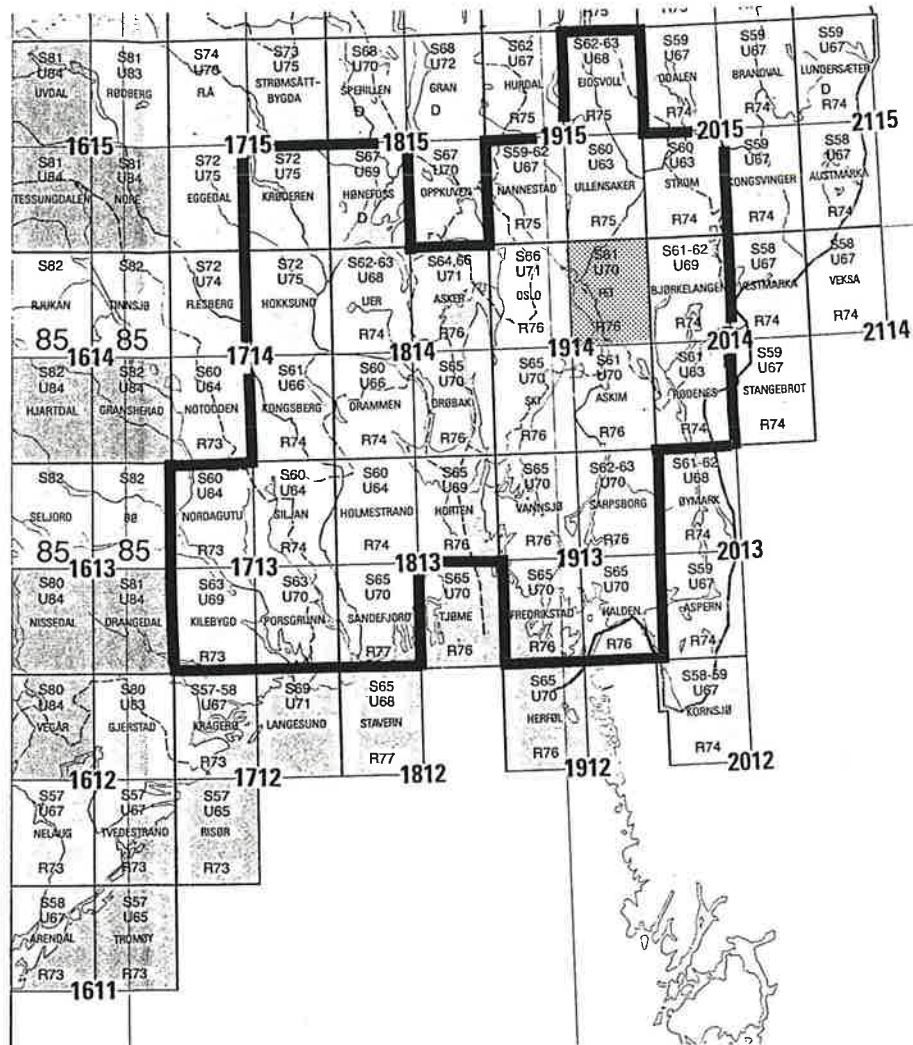 R75 R75
S81 U84 UVDAL
S81 U83 RØDBERG
S74 U76 FLÅ
S73 U75 STRØMSÅTT-BYGDA
S68 U70 SPERILLEN D
S68 U72 GRAN D
S62 U67 HURDAL R75
S62-63 U68 EIDSVOLL R75
S59 U67 ODALEN R74
S59 U67 BRANDVAL R74
S59 U67 LUNDERSÆTER D R74
1615 1715 1815 1915 2015 2115
S81 U84 TESSUNGDALEN
S81 U84 NORE
S72 U75 EGGEDAL
S72 U75 KRØDEREN
S67 U69 HØNEFOSS D
S67 U70 OPPKUVEN
S59-62 U67 NANNESTAD R75
S60 U63 ULLENSAKER R75
S60 U63 STRØM R74
S59 U67 KONGSVINGER R74
S58 U67 AUSTMARKA R74
S82 RJUKAN 85
S82 TINNSJØ 85
S72 U74 FLESBERG
S72 U75 HOKKSUND
S62-63 U68 LIER R74
S64,66 U71 ASKER R76
S66 U71 OSLO R76
S81 U70 FET R76
S61-62 U69 BJØRKELANGEN R74
S58 U67 VESTMARKA R74
S58 U67 VEKSA R74
1614 1714 1814 1914 2014 2114
S82 U84 HJARTDAL
S82 U84 GRANSHERAD
S60 U64 NOTODDEN R73
S61 U66 KONGSBERG R74
S60 U66 DRAMMEN R74
S65 U70 DRØBAK R76
S65 U70 SKI R76
S61 U70 ASKIM R76
S61 U63 RØDENES R74
S59 U67 STANGEBROT R74
S82 SELJORD 85
S82 BØ 85
S60 U64 NORDAGUTU R73
S60 U64 SILJAN R74
S60 U64 HOLMESTRAND R74
S65 U69 HORTEN R76
S65 U70 VANNSJØ R76
S62-63 U70 SARPSBORG R76
S61-62 U68 ØYMARK R74
1613 1713 1813 1913 2013
S80 U84 NISSEDAL
S81 U84 DRANGEDAL
S63 U69 KILEBYGD R73
S63 U70 PORSGRUNN
S65 U70 SANDEFJORD R77
S65 U70 TJØME R76
S65 U70 FREDRIKSTAD R76
S65 U70 HALDEN R76
S59 U67 ASPERN R74
S80 U84 VEGÅR
S80 U83 GJERSTAD
S57-58 U67 KRAGERØ R73
S69 U71 LANGESUND
S65 U68 STAVERN R77
S65 U70 HERFØL R76
S58-59 U67 KORNSJØ R74
1612 1712 1812 1912 2012
S57 U67 NELAUG R73
S57 U67 TVEDESTRAND R73
S57 U65 RISØR R73
S58 U67 ARENDAL R73
S57 U65 TROMØY R73
1611